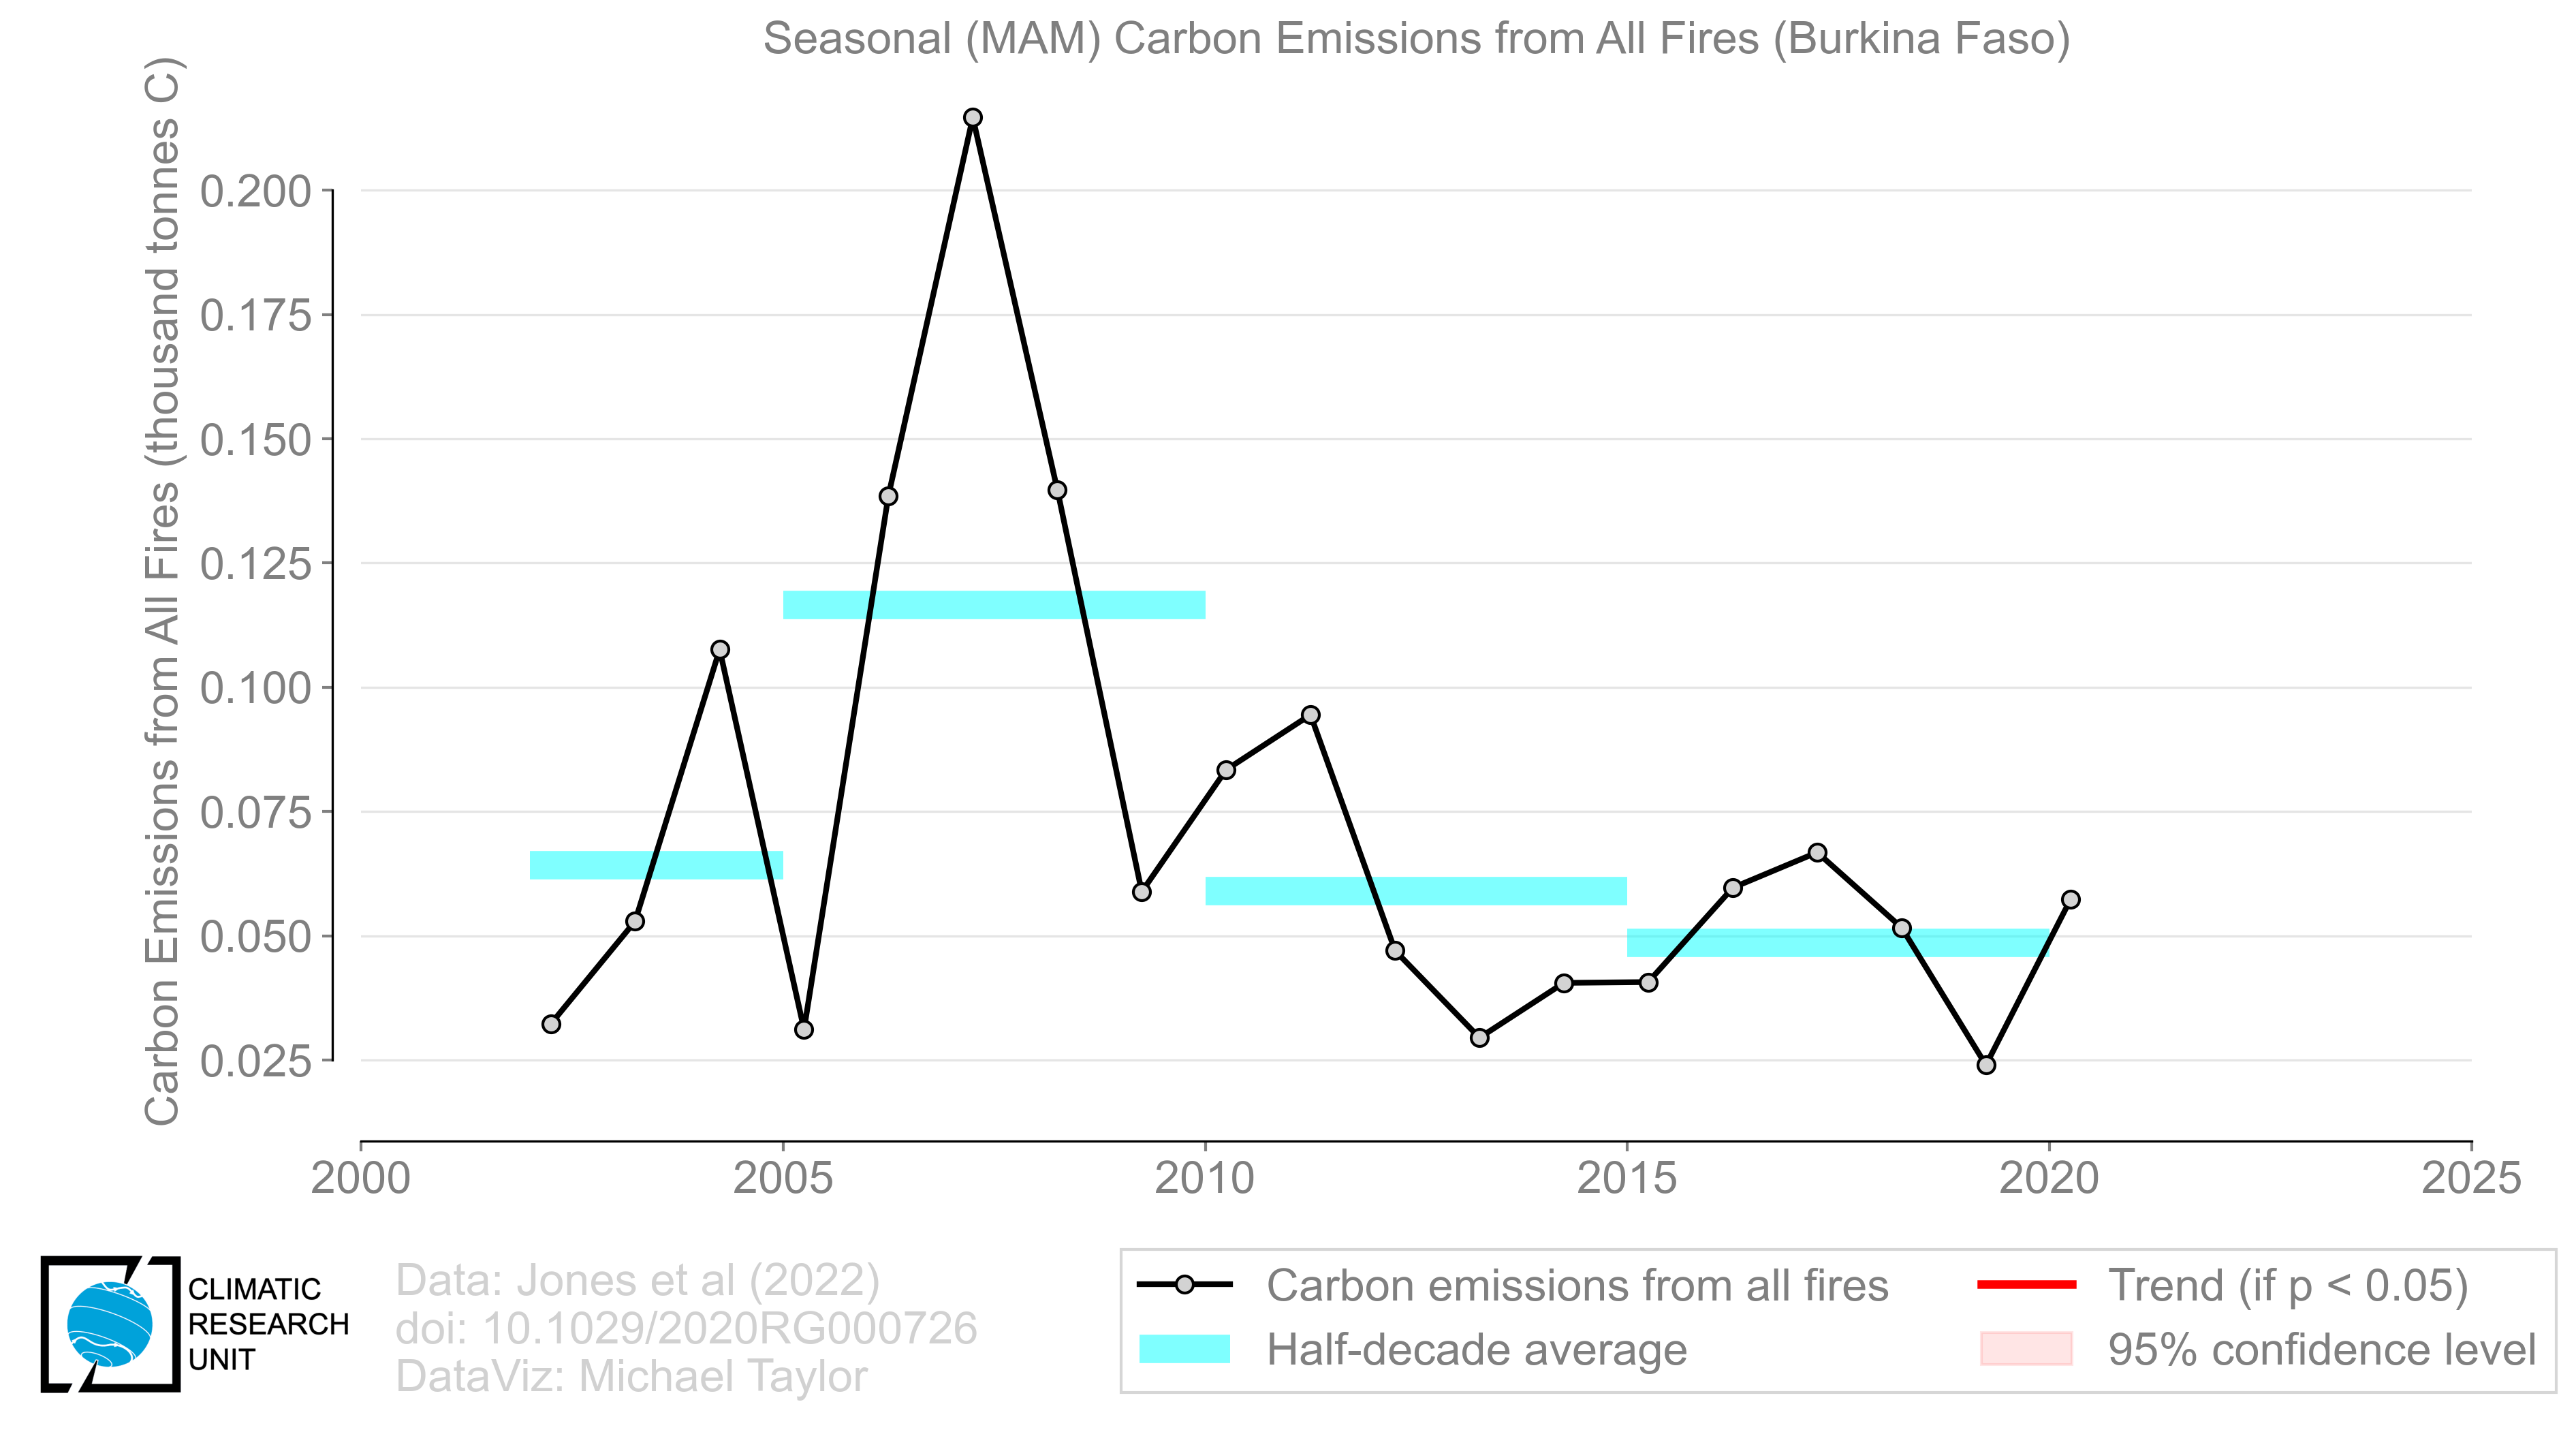 Seasonal (MAM) Carbon Emissions from All Fires (Burkina Faso)
Carbon Emissions from All Fires (thousand tonnes C)
0.200
0.175
0.150
0.125
0.100
0.075
0.050
0.025
2000 2005 2010 2015 2020 2025
CLIMATIC
RESEARCH
UNIT
Data: Jones et al (2022)
doi: 10.1029/2020RG000726
DataViz: Michael Taylor
Carbon emissions from all fires
Half-decade average
Trend (if p < 0.05)
95% confidence level